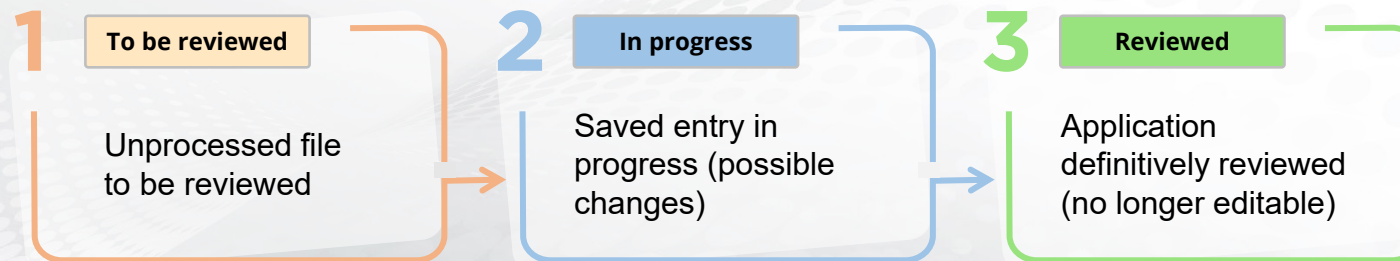 1
To be reviewed
Unprocessed file
to be reviewed
2
In progress
Saved entry in
progress (possible
changes)
3
Reviewed
Application
definitively reviewed
(no longer editable)